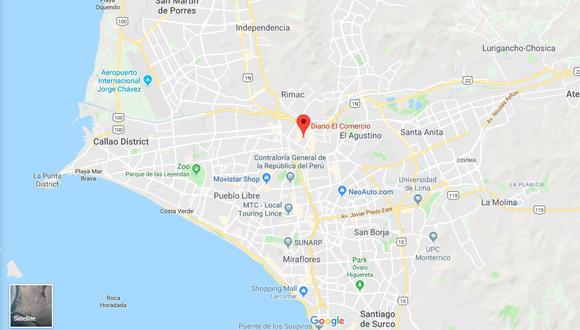 San Martín
de Porres
Playa
Oquendo
Independencia
Lurigancho-Chosica
1N
Aeropuerto
Internacional
Jorge Chávez
1N
Rimac
Ate
Av. Nicolás Ayllón
Diario El Comercio
El Agustino
Santa Anita
Callao District
Contraloría General de
la República del Perú
COVIMA
Zoo
Parque de las Leyendas
Playa Mar
Brava
La Punta
District
Movistar Shop
NeoAuto.com
Universidad
de Lima
LA PLANICIE
Pueblo Libre
La Molina
Costa Verde
MTC - Local
Touring Lince
Av. Javier Prado Este
San Borja
SUNARP
UPC
Monterrico
Miraflores
Park
Óvalo
Higuereta
Shopping Mall
Larcomar
Roca
Horadada
Satellite
Google
Santiago
de Surco
Puente de los Suspiros
1S